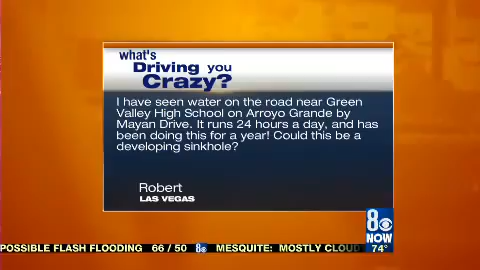 what's
Driving you
Crazy?
I have seen water on the road near Green
Valley High School on Arroyo Grande by
Mayan Drive. It runs 24 hours a day, and has
been doing this for a year! Could this be a
developing sinkhole?
Robert
LAS VEGAS
8
NOW
POSSIBLE FLASH FLOODING 66 / 50 8 MESQUITE: MOSTLY CLOUD 74°